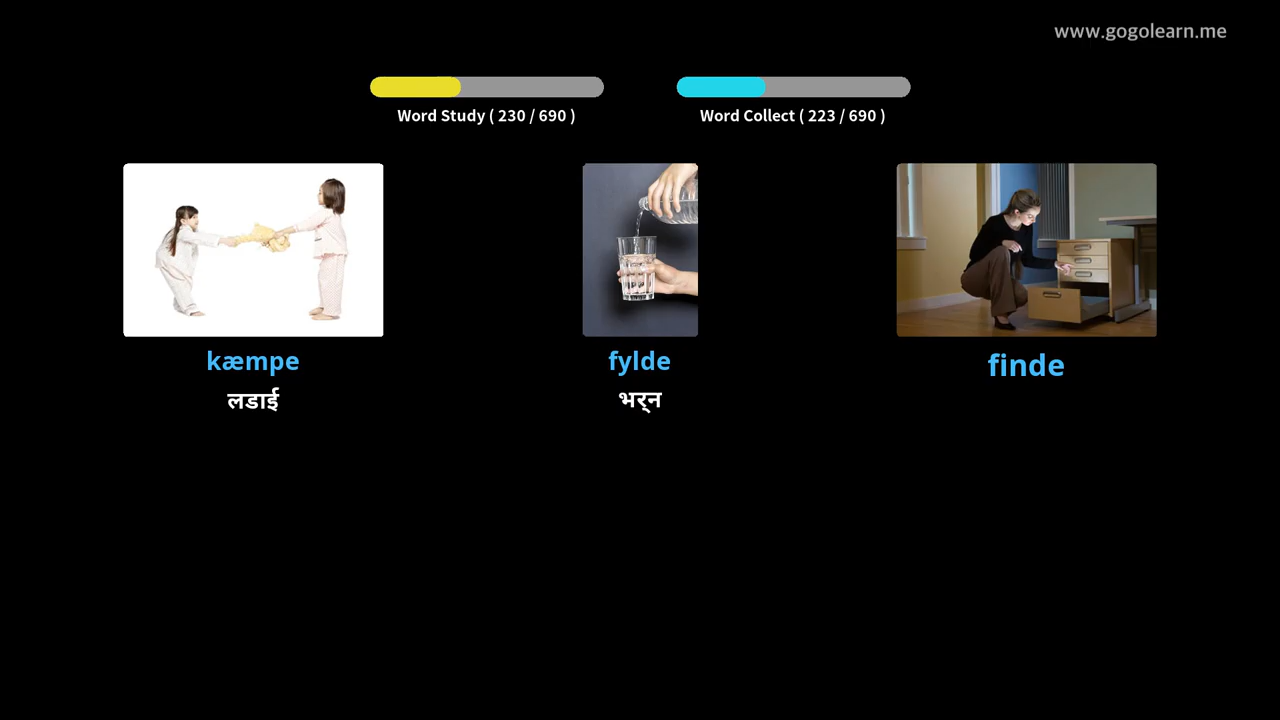 www.gogolearn.me
Word Study ( 230 / 690 )
Word Collect ( 223 / 690 )
kæmpe
लडाई
fylde
भर्‍न
finde